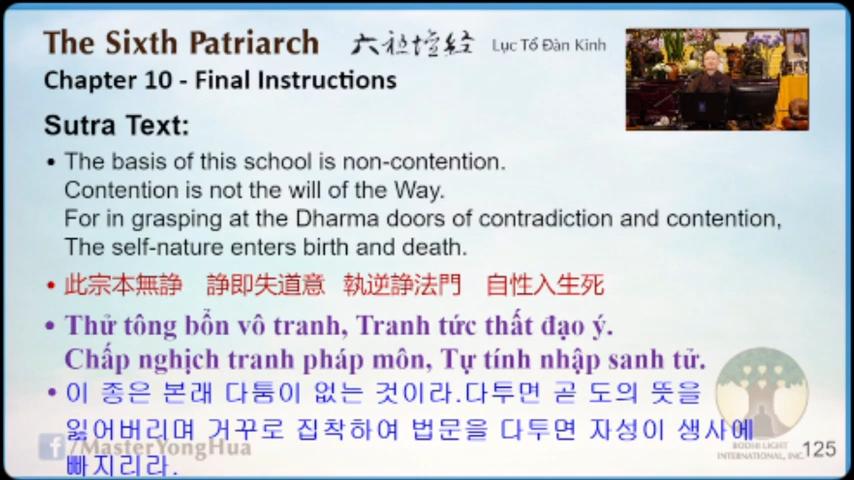 The Sixth Patriarch 六祖壇経 Lục Tổ Đàn Kinh
Chapter 10 - Final Instructions
Sutra Text:
• The basis of this school is non-contention.
Contention is not the will of the Way.
For in grasping at the Dharma doors of contradiction and contention,
The self-nature enters birth and death.
• 此宗本無諍 諍即失道意 執逆諍法門 自性入生死
• Thử tông bổn vô tranh, Tranh tức thất đạo ý.
Chấp nghịch tranh pháp môn, Tự tính nhập sanh tử.
• 이 종은 본래 다툼이 없는 것이라.다투면 곧 도의 뜻을
잃어버리며 거꾸로 집착하여 법문을 다투면 자성이 생사에
빠지리라.
f/MasterYongHua
BODHI LIGHT
INTERNATIONAL, INC.
125